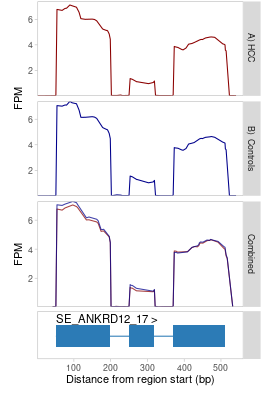 6
4
2
A) HCC
FPM
6
4
2
B) Controls
6
4
2
Combined
FPM
SE_ANKRD12_17 >
100 200 300 400 500
Distance from region start (bp)